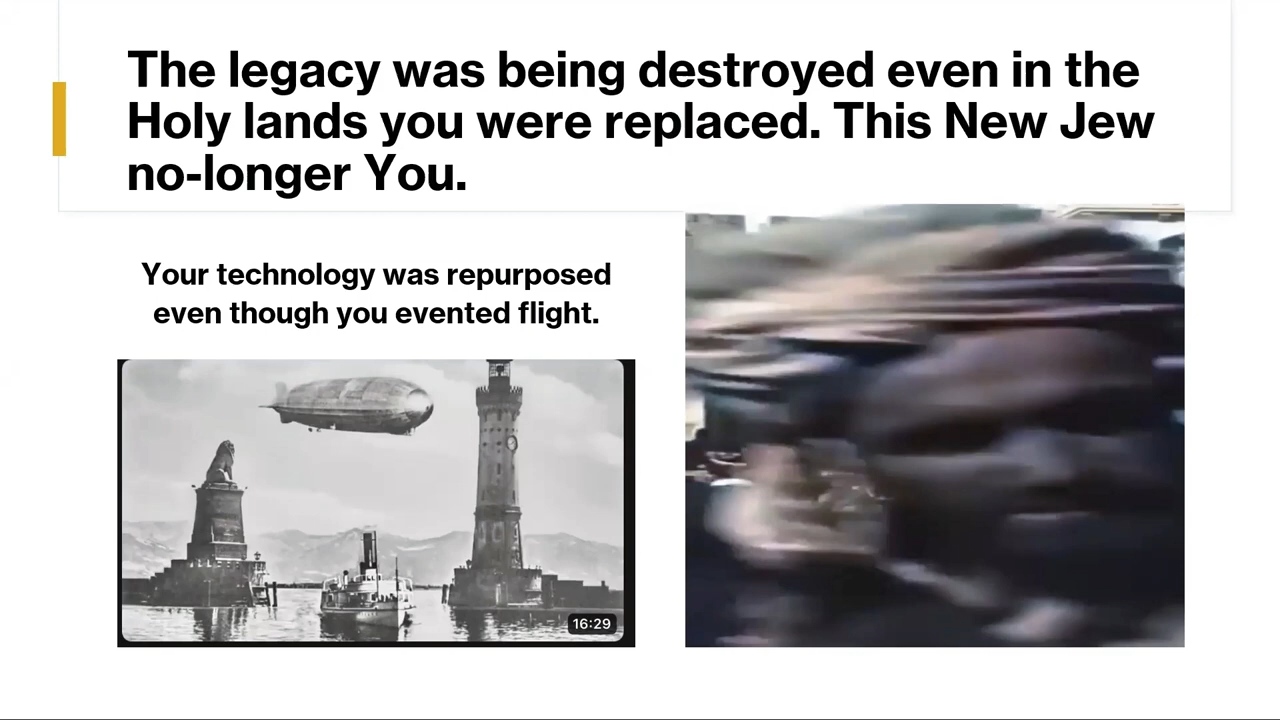 The legacy was being destroyed even in the
Holy lands you were replaced. This New Jew
no-longer You.
Your technology was repurposed
even though you evented flight.
16:29